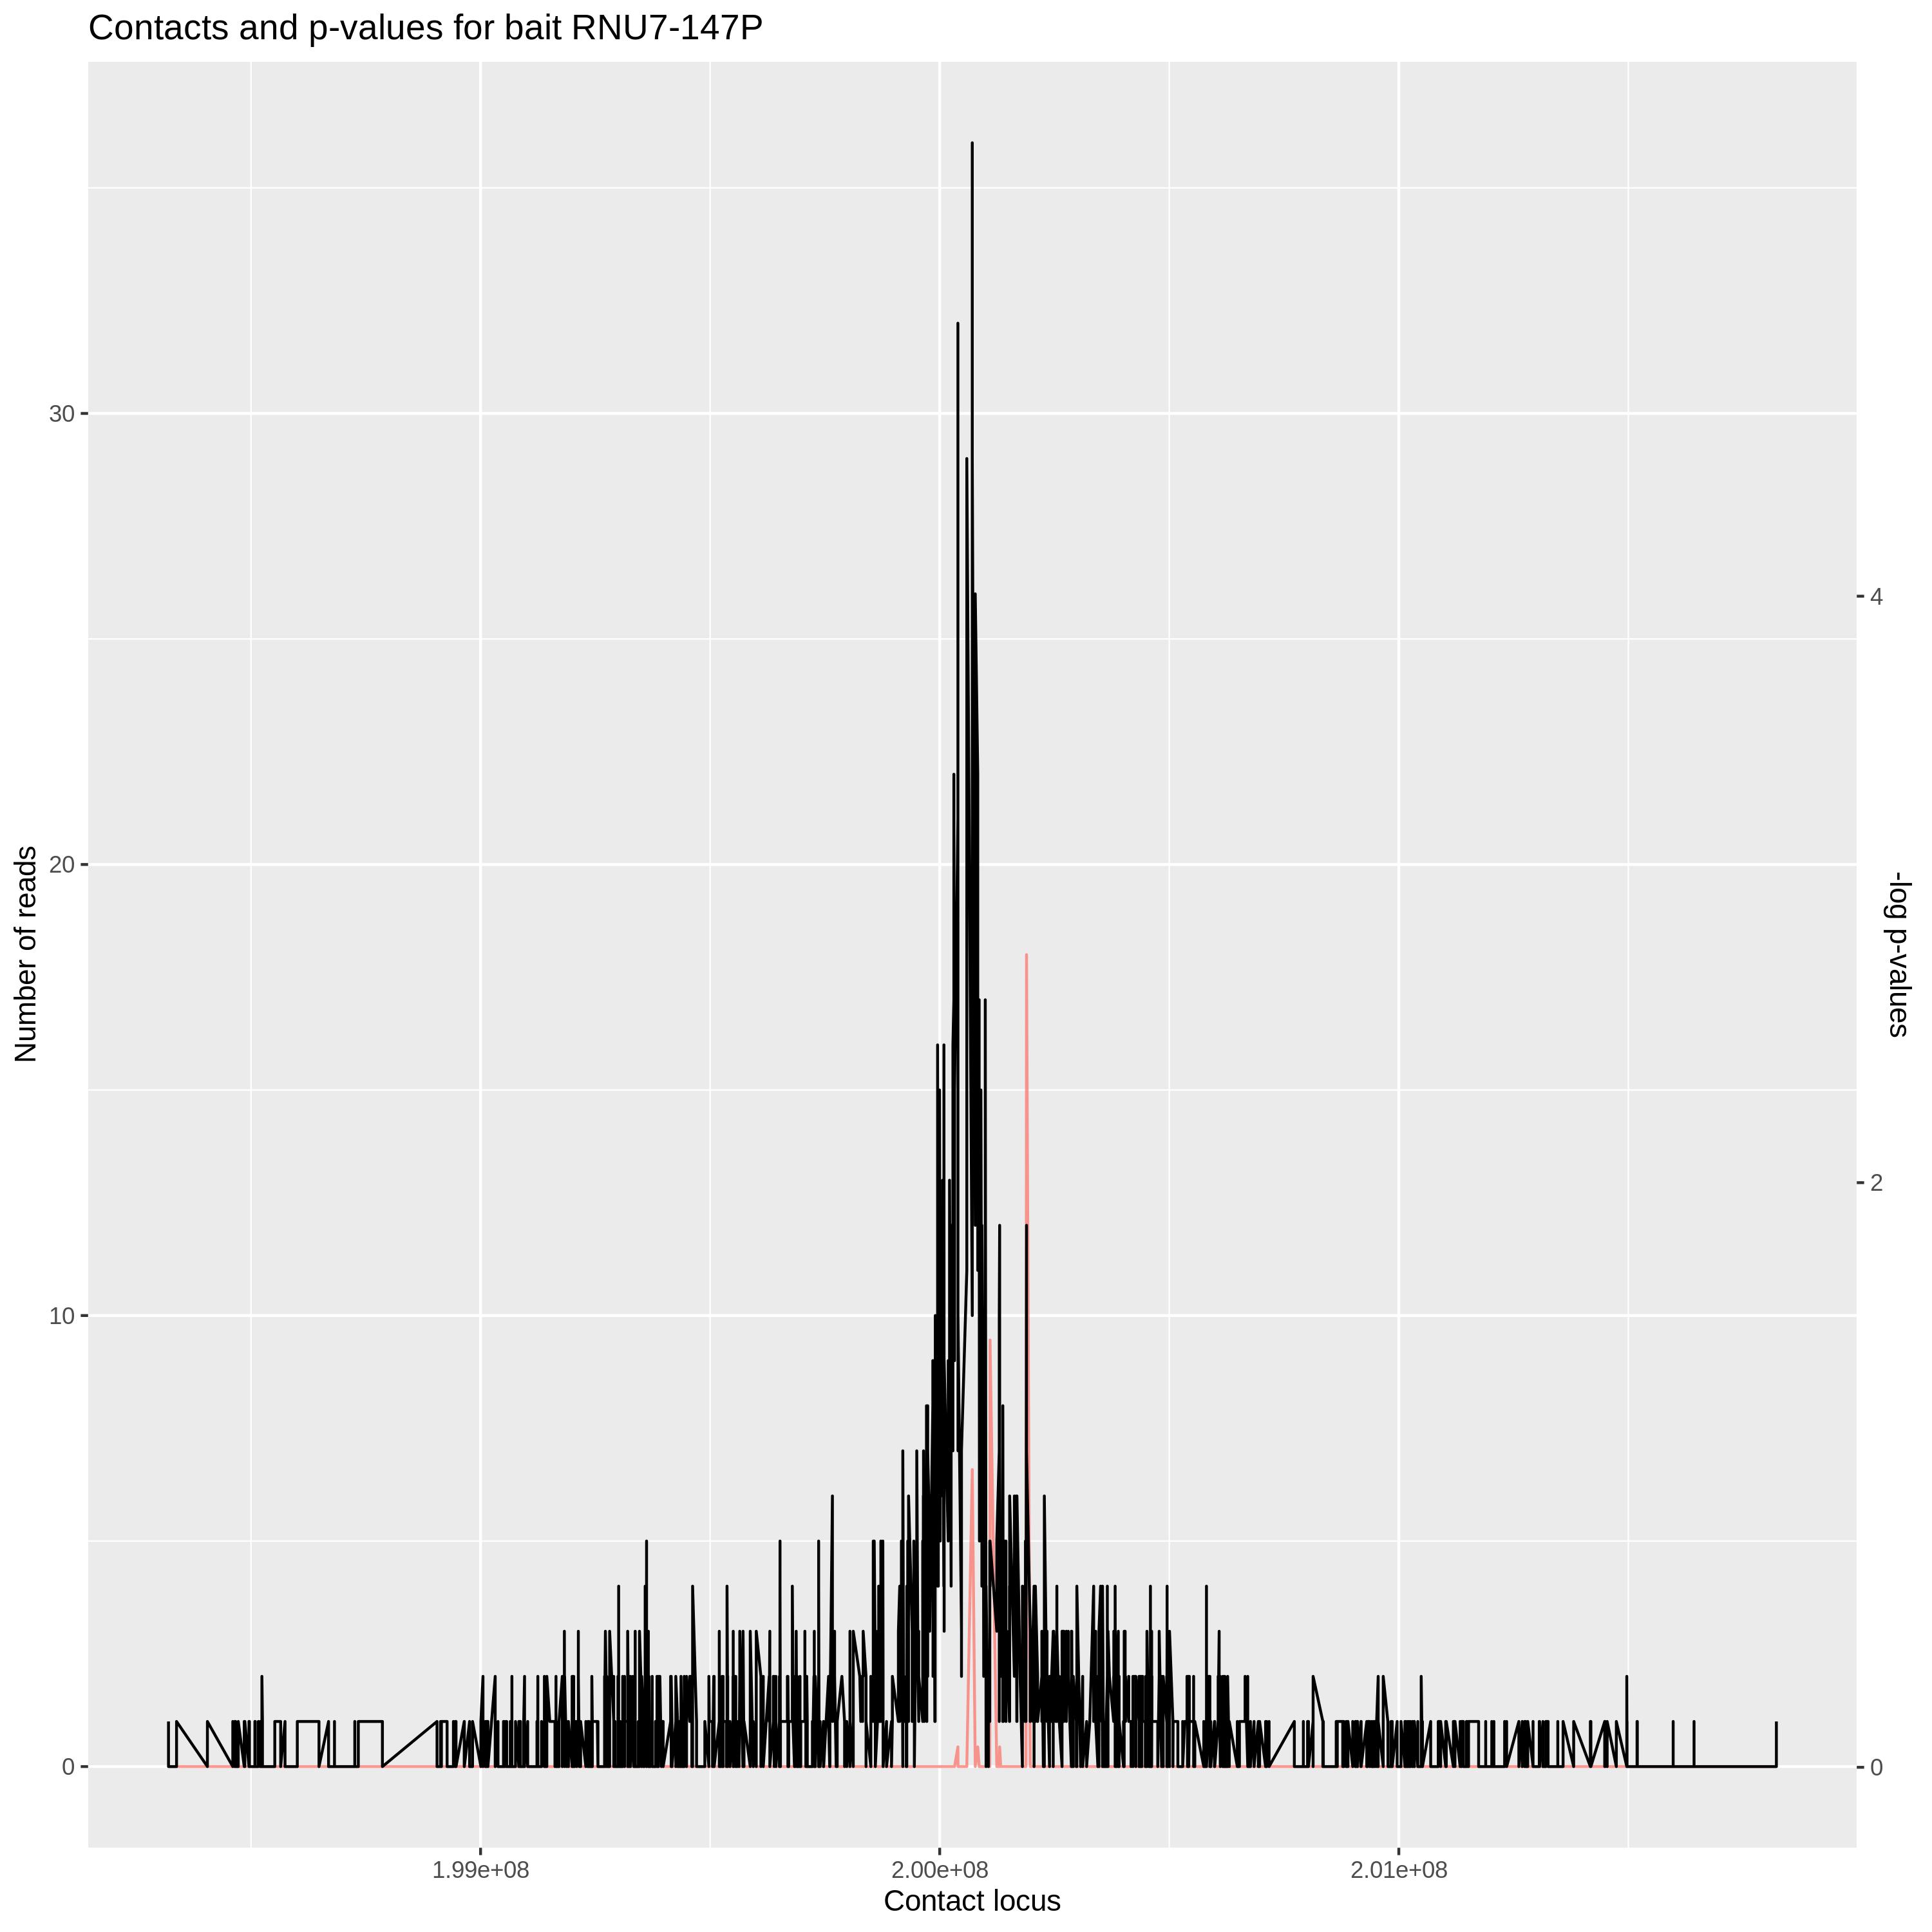 Contacts and p-values for bait RNU7-147P
Number of reads
30
20
10
0
4
2
0
-log p-values
1.99e+08
2.00e+08
2.01e+08
Contact locus